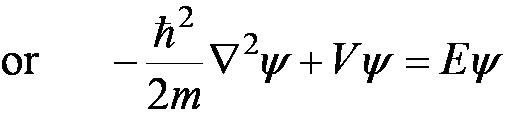 or −ħ²/2m ∇²ψ + Vψ = Eψ